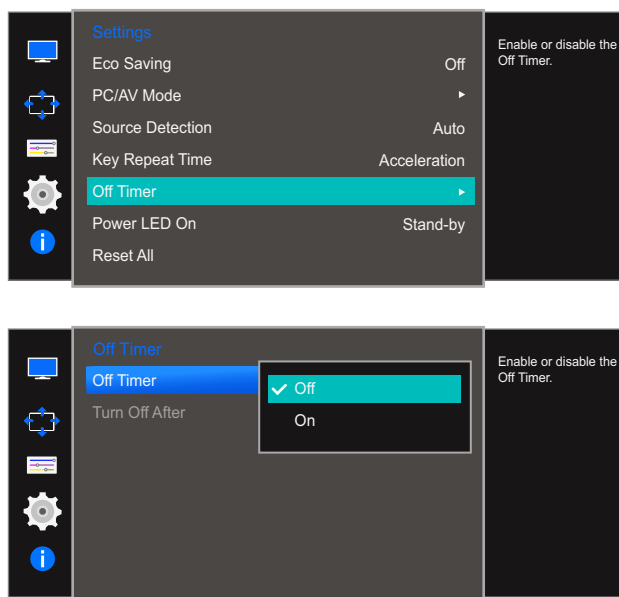 Settings
Eco Saving Off
PC/AV Mode
Source Detection Auto
Key Repeat Time Acceleration
Off Timer
Power LED On Stand-by
Reset All
Enable or disable the
Off Timer.
Off Timer
Off Timer
Off
Turn Off After
On
Enable or disable the
Off Timer.